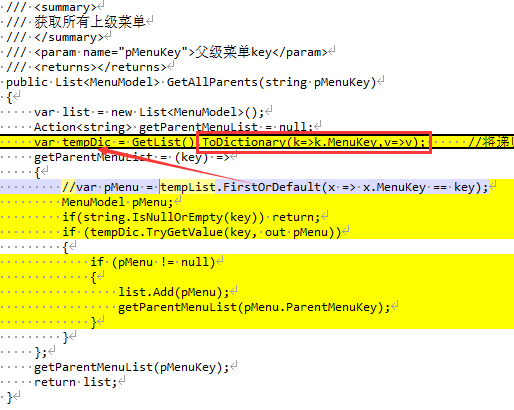 /// <summary>
/// 获取所有上级菜单
/// </summary>
/// <param name="pMenuKey">父级菜单key</param>
/// <returns></returns>
public List<MenuModel> GetAllParents(string pMenuKey)
{
var list = new List<MenuModel>();
Action<string> getParentMenuList = null;
var tempDic = GetList().ToDictionary(k=>k.MenuKey,v=>v); //将递
getParentMenuList = (key) =>
{
//var pMenu = tempList.FirstOrDefault(x => x.MenuKey == key);
MenuModel pMenu;
if(string.IsNullOrEmpty(key)) return;
if (tempDic.TryGetValue(key, out pMenu))
{
if (pMenu != null)
{
list.Add(pMenu);
getParentMenuList(pMenu.ParentMenuKey);
}
}
};
getParentMenuList(pMenuKey);
return list;
}